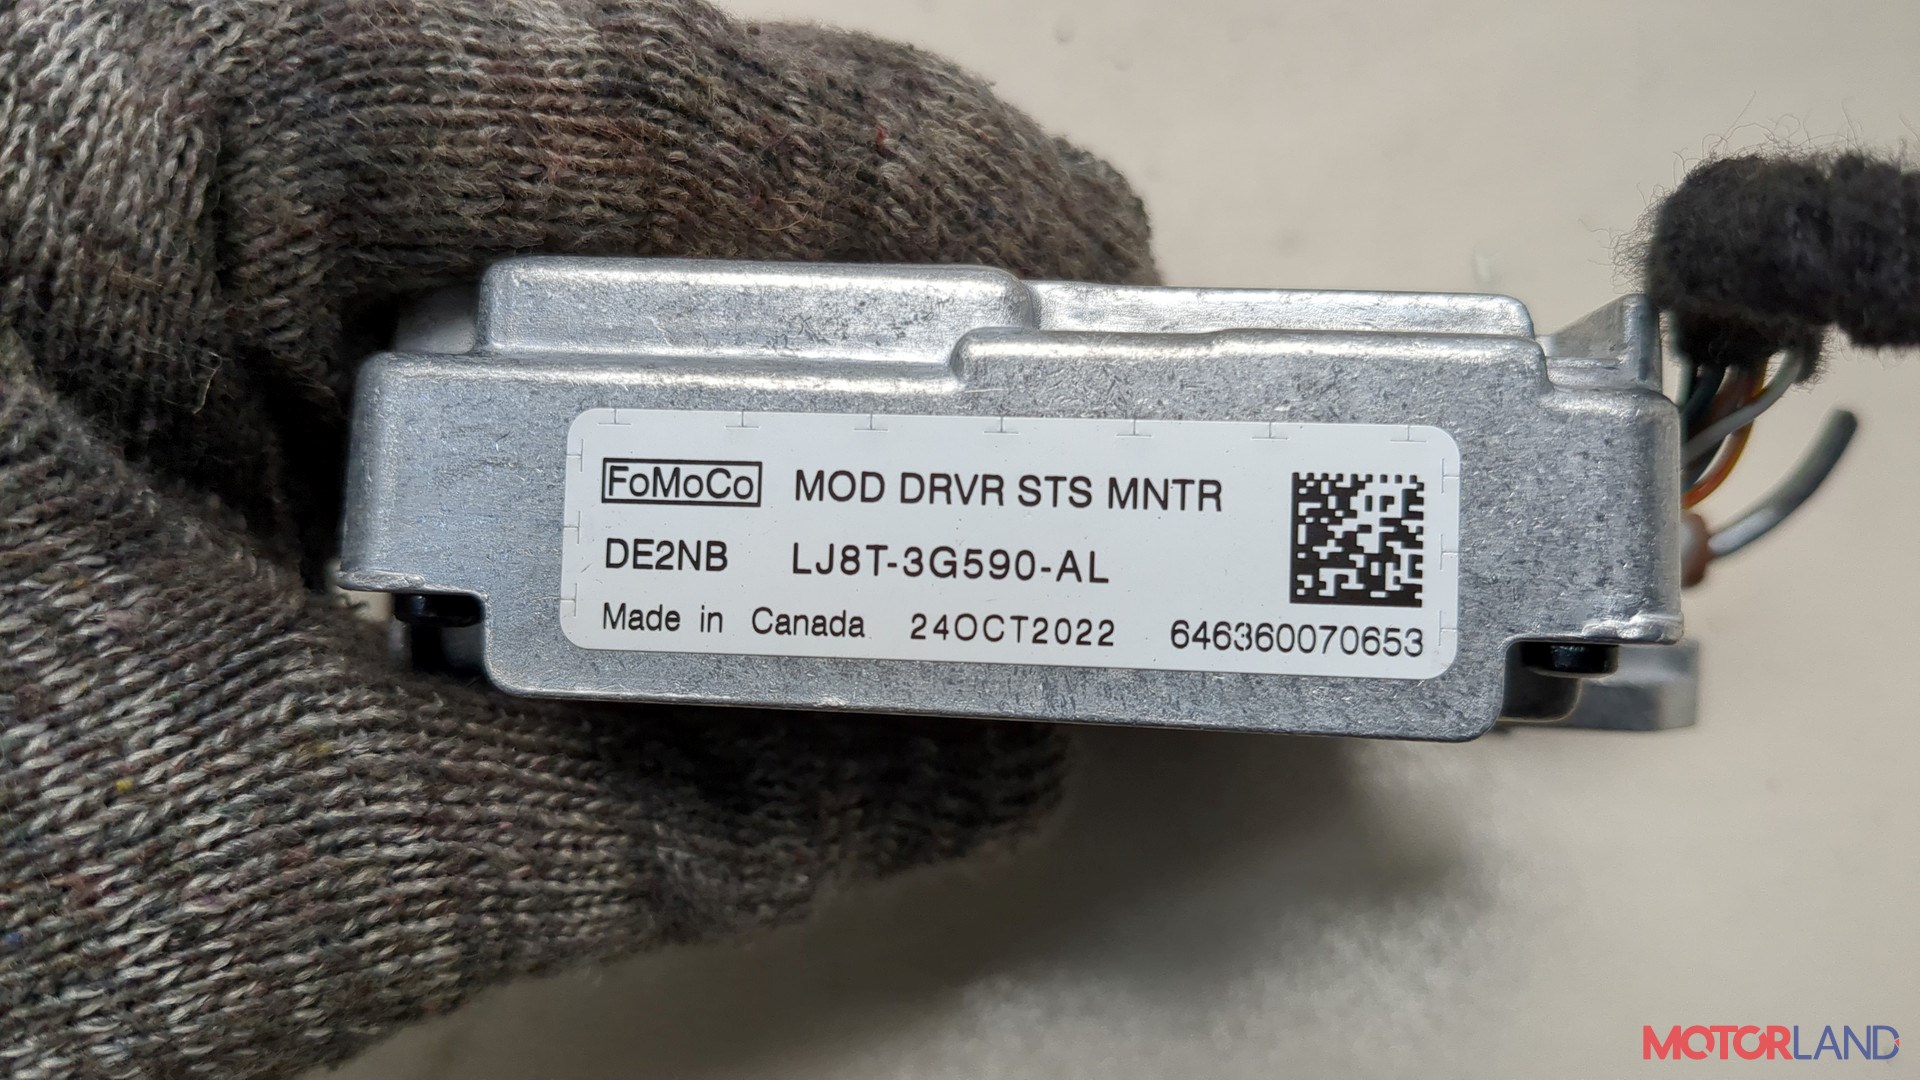 FoMoCo MOD DRVR STS MNTR
DE2NB LJ8T-3G590-AL
Made in Canada 24OCT2022 646360070653
MOTORLAND